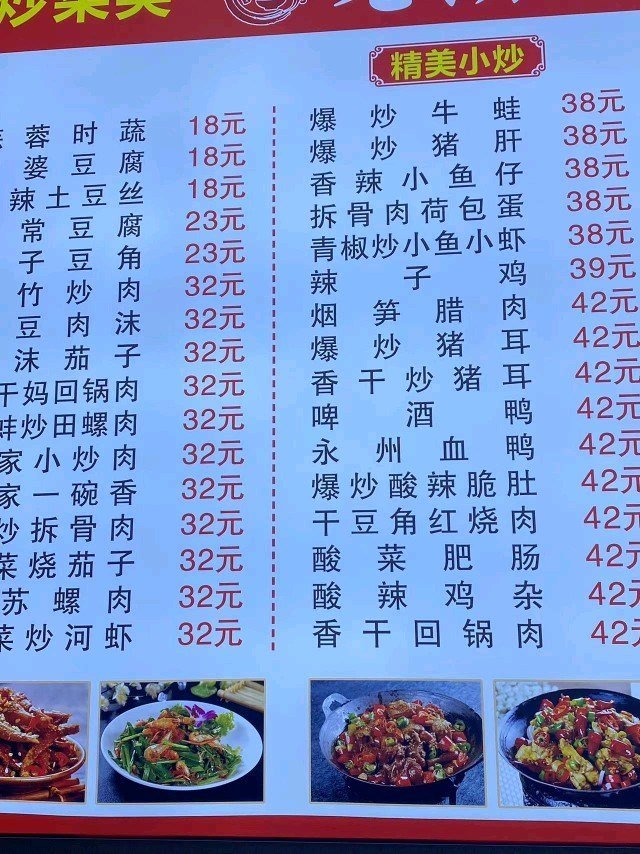 炒菜类
精美小炒
蓉时蔬 18元
婆豆腐 18元
辣土豆丝 18元
常豆腐 23元
子豆角 23元
竹炒肉 32元
豆肉沫 32元
沫茄子 32元
干妈回锅肉 32元
蚌炒田螺肉 32元
家小炒肉 32元
家一碗香 32元
炒拆骨肉 32元
菜烧茄子 32元
苏螺肉 32元
菜炒河虾 32元
爆炒牛蛙 38元
爆炒猪肝 38元
香辣小鱼仔 38元
拆骨肉荷包蛋 38元
青椒炒小鱼小虾 38元
辣子鸡 39元
烟笋腊肉 42元
爆炒猪耳 42元
香干炒猪耳 42元
啤酒鸭 42元
永州血鸭 42元
爆炒酸辣脆肚 42元
干豆角红烧肉 42元
酸菜肥肠 42元
酸辣鸡杂 42元
香干回锅肉 42元